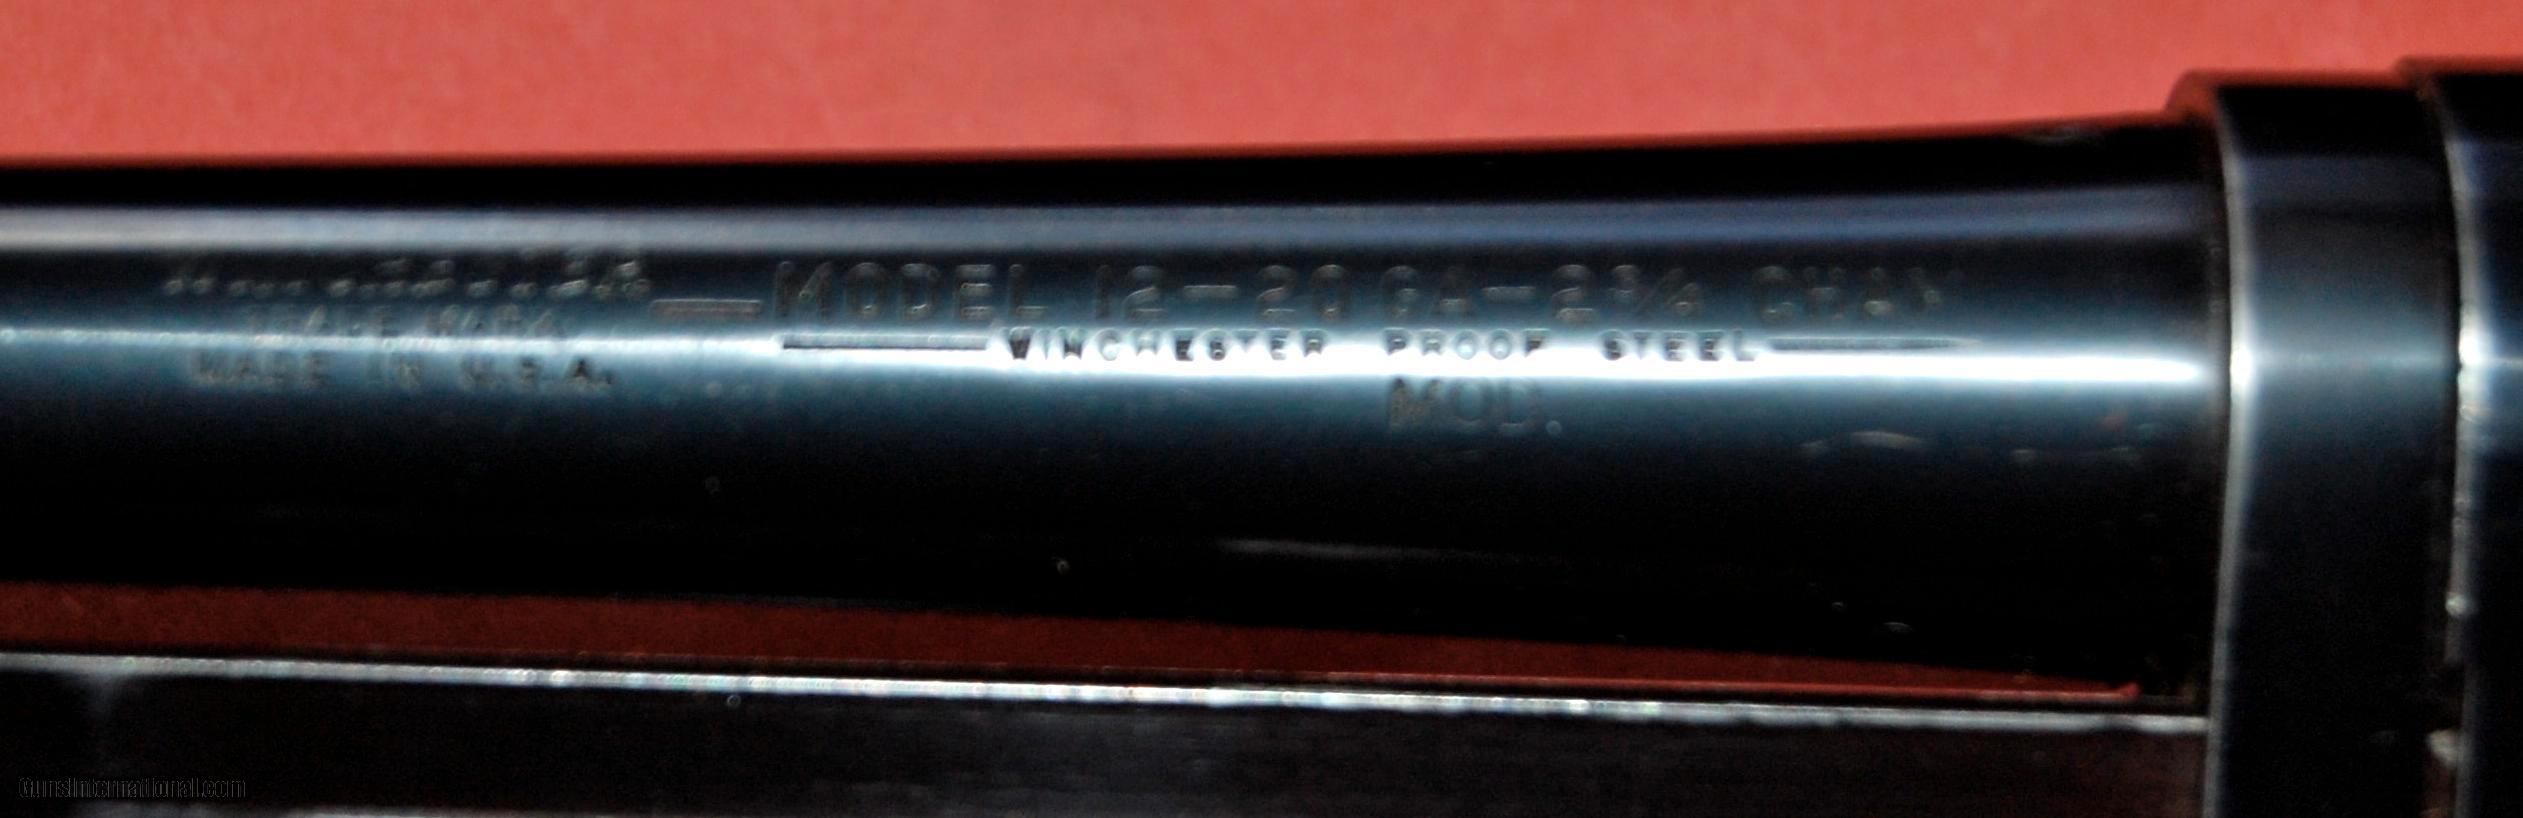 TRADE MARK
MADE IN U.S.A.
MODEL 12-20 GA-2¾ CHAM
WINCHESTER PROOF STEEL
MOD.
GunsInternational.com